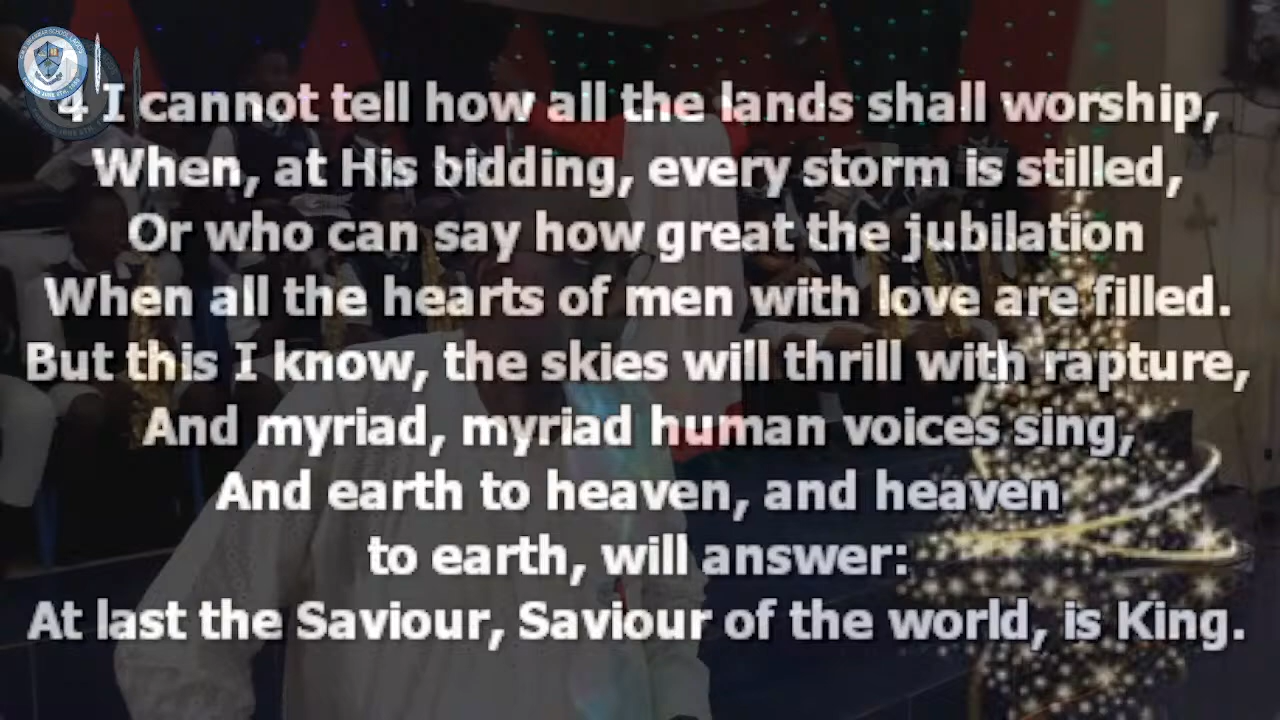 4 I cannot tell how all the lands shall worship,
When, at His bidding, every storm is stilled,
Or who can say how great the jubilation
When all the hearts of men with love are filled.
But this I know, the skies will thrill with rapture,
And myriad, myriad human voices sing,
And earth to heaven, and heaven
to earth, will answer:
At last the Saviour, Saviour of the world, is King.